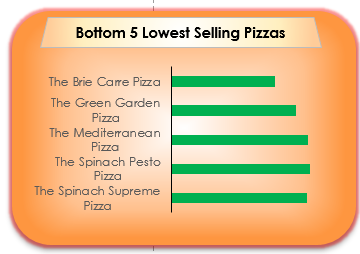 Bottom 5 Lowest Selling Pizzas
The Brie Carre Pizza
The Green Garden
Pizza
The Mediterranean
Pizza
The Spinach Pesto
Pizza
The Spinach Supreme
Pizza